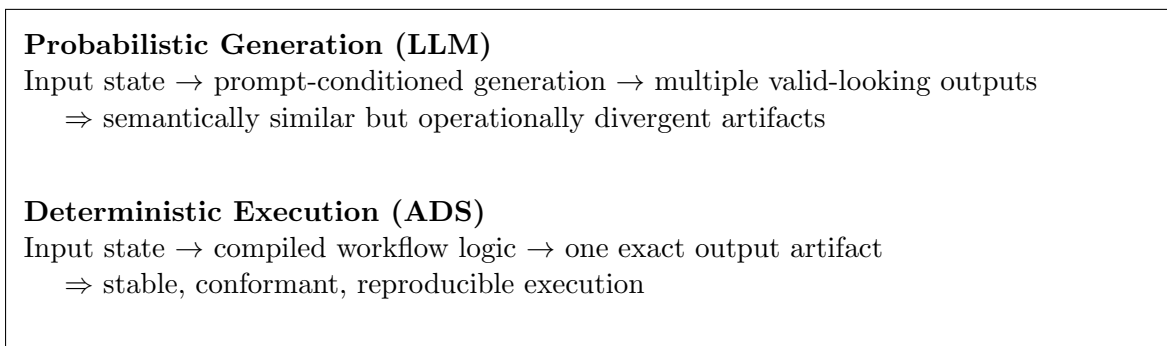 Probabilistic Generation (LLM)
Input state → prompt-conditioned generation → multiple valid-looking outputs
⇒ semantically similar but operationally divergent artifacts
Deterministic Execution (ADS)
Input state → compiled workflow logic → one exact output artifact
⇒ stable, conformant, reproducible execution